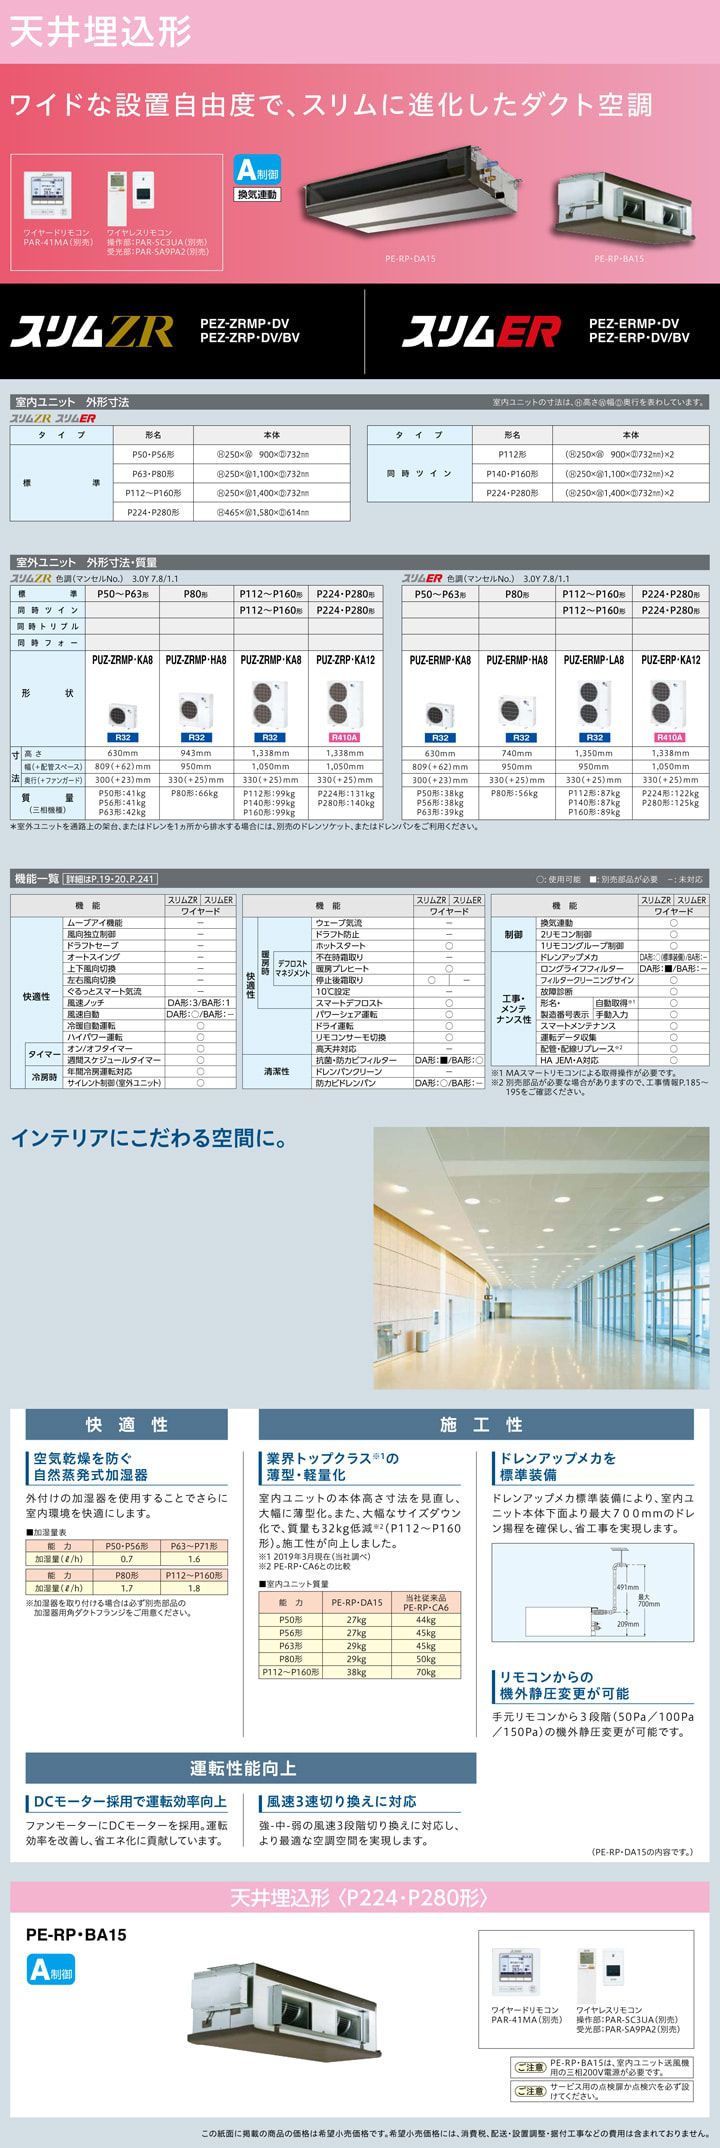 天井埋込形
ワイドな設置自由度で、スリムに進化したダクト空調
ワイヤードリモコン
PAR-41MA(別売)
ワイヤレスリモコン
操作部:PAR-SC3UA(別売)
受光部:PAR-SA9PA2(別売)
A制御
換気連動
PE-RP・DA15
PE-RP・BA15
スリムZR
PEZ-ZRMP・DV
PEZ-ZRP・DV/BV
スリムER
PEZ-ERMP・DV
PEZ-ERP・DV/BV
室内ユニット 外形寸法
室内ユニットの寸法は、Ⓗ高さⓌ幅Ⓓ奥行を表わしています。
スリムZR スリムER
タイプ 形名 本体
標準 P50・P56形 Ⓗ250×Ⓦ 900×Ⓓ732㎜
P63・P80形 Ⓗ250×Ⓦ1,100×Ⓓ732㎜
P112～P160形 Ⓗ250×Ⓦ1,400×Ⓓ732㎜
P224・P280形 Ⓗ465×Ⓦ1,580×Ⓓ614㎜
タイプ 形名 本体
同時ツイン P112形 (Ⓗ250×Ⓦ 900×Ⓓ732㎜)×2
P140・P160形 (Ⓗ250×Ⓦ1,100×Ⓓ732㎜)×2
P224・P280形 (Ⓗ250×Ⓦ1,400×Ⓓ732㎜)×2
室外ユニット 外形寸法・質量
スリムZR 色調(マンセルNo.) 3.0Y 7.8/1.1
標準 P50～P63形 P80形 P112～P160形 P224・P280形
同時ツイン P112～P160形 P224・P280形
同時トリプル
同時フォー
形状 PUZ-ZRMP・KA8 PUZ-ZRMP・HA8 PUZ-ZRMP・KA8 PUZ-ZRP・KA12
R32 R32 R32 R410A
寸法 高さ 630mm 943mm 1,338mm 1,338mm
幅(+配管スペース) 809(+62)mm 950mm 1,050mm 1,050mm
奥行(+ファンガード) 300(+23)mm 330(+25)mm 330(+25)mm 330(+25)mm
質量 (三相機種) P50形:41kg P80形:66kg P112形:99kg P224形:131kg
P56形:41kg P140形:99kg P280形:140kg
P63形:42kg P160形:99kg
スリムER 色調(マンセルNo.) 3.0Y 7.8/1.1
P50～P63形 P80形 P112～P160形 P224・P280形
P112～P160形 P224・P280形
PUZ-ERMP・KA8 PUZ-ERMP・HA8 PUZ-ERMP・LA8 PUZ-ERP・KA12
R32 R32 R32 R410A
630mm 740mm 1,350mm 1,338mm
809(+62)mm 950mm 950mm 1,050mm
300(+23)mm 330(+25)mm 330(+25)mm 330(+25)mm
P50形:38kg P80形:56kg P112形:87kg P224形:122kg
P56形:38kg P140形:87kg P280形:125kg
P63形:39kg P160形:89kg
＊室外ユニットを通路上の架台、またはドレンを1ヵ所から排水する場合には、別売のドレンソケット、またはドレンパンをご利用ください。
機能一覧 詳細はP.19・20、P.241
○:使用可能 ■:別売部品が必要 −:未対応
機能 スリムZR スリムER
ワイヤード
快適性 ムーブアイ機能 −
風向独立制御 −
ドラフトセーブ −
オートスイング −
上下風向切換 −
左右風向切換 −
ぐるっとスマート気流 −
風速ノッチ DA形:3/BA形:1
風速自動 DA形:○/BA形:−
冷暖自動運転 ○
ハイパワー運転 ○
タイマー オン/オフタイマー ○
週間スケジュールタイマー ○
冷房時 年間冷房運転対応 ○
サイレント制御(室外ユニット) ○
機能 スリムZR スリムER
ワイヤード
快適性 暖房時 ウェーブ気流 −
ドラフト防止 −
ホットスタート ○
デフロストマネジメント 不在時霜取り −
暖房プレヒート ○
停止後霜取り ○ −
10℃設定 −
スマートデフロスト ○
パワーシェア運転 ○
ドライ運転 ○
リモコンサーモ切換 ○
高天井対応 −
清潔性 抗菌・防カビフィルター DA形:■/BA形:○
ドレンパンクリーン −
防カビドレンパン DA形:○/BA形:−
機能 スリムZR スリムER
ワイヤード
制御 換気連動 ○
2リモコン制御 ○
1リモコングループ制御 ○
工事・メンテナンス性 ドレンアップメカ DA形:○(標準装備)/BA形:−
ロングライフフィルター DA形:■/BA形:−
フィルタークリーニングサイン ○
故障診断 ○
形名・製造番号表示 自動取得※1 ○
手動入力 ○
スマートメンテナンス ○
運転データ収集 ○
配管・配線リプレース※2 ○
HA JEM・A対応 ○
※1 MAスマートリモコンによる取得操作が必要です。
※2 別売部品が必要な場合がありますので、工事情報P.185～
195をご確認ください。
インテリアにこだわる空間に。
快適性
空気乾燥を防ぐ
自然蒸発式加湿器
外付けの加湿器を使用することでさらに
室内環境を快適にします。
■加湿量表
能力 P50・P56形 P63～P71形
加湿量(ℓ/h) 0.7 1.6
能力 P80形 P112～P160形
加湿量(ℓ/h) 1.7 1.8
※加湿器を取り付ける場合は必ず別売部品の
加湿器用角ダクトフランジをご用意ください。
施工性
業界トップクラス※1の
薄型・軽量化
室内ユニットの本体高さ寸法を見直し、
大幅に薄型化。また、大幅なサイズダウン
化で、質量も32kg低減※2(P112～P160
形)。施工性が向上しました。
※1 2019年3月現在(当社調べ)
※2 PE-RP・CA6との比較
■室内ユニット質量
能力 PE-RP・DA15 当社従来品 PE-RP・CA6
P50形 27kg 44kg
P56形 27kg 45kg
P63形 29kg 45kg
P80形 29kg 50kg
P112～P160形 38kg 70kg
ドレンアップメカを
標準装備
ドレンアップメカ標準装備により、室内ユ
ニット本体下面より最大７００mmのドレ
ン揚程を確保し、省工事を実現します。
491mm
最大
700mm
209mm
リモコンからの
機外静圧変更が可能
手元リモコンから３段階(50Pa／100Pa
／150Pa)の機外静圧変更が可能です。
運転性能向上
DCモーター採用で運転効率向上
ファンモーターにDCモーターを採用。運転
効率を改善し、省エネ化に貢献しています。
風速3速切り換えに対応
強-中-弱の風速3段階切り換えに対応し、
より最適な空調空間を実現します。
(PE-RP・DA15の内容です。)
天井埋込形〈P224・P280形〉
PE-RP・BA15
A制御
ワイヤードリモコン
PAR-41MA(別売)
ワイヤレスリモコン
操作部:PAR-SC3UA(別売)
受光部:PAR-SA9PA2(別売)
ご注意 PE-RP・BA15は、室内ユニット送風機
用の三相200V電源が必要です。
ご注意 サービス用の点検扉か点検穴を必ず設
けてください。
この紙面に掲載の商品の価格は希望小売価格です。希望小売価格には、消費税、配送・設置調整・据付工事などの費用は含まれておりません。